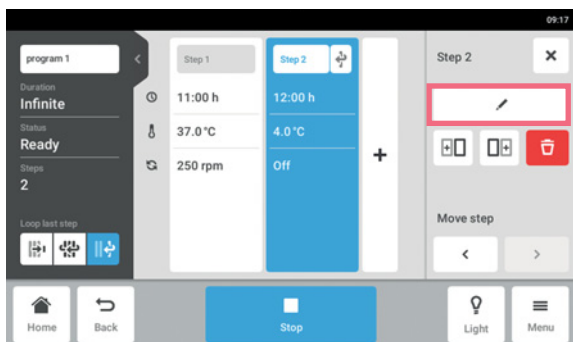 09:17
program 1
Duration
Infinite
Status
Ready
Steps
2
Loop last step
Step 1
11:00 h
37.0 °C
250 rpm
Step 2
12:00 h
4.0 °C
Off
+
Step 2
Move step
Home
Back
Stop
Light
Menu